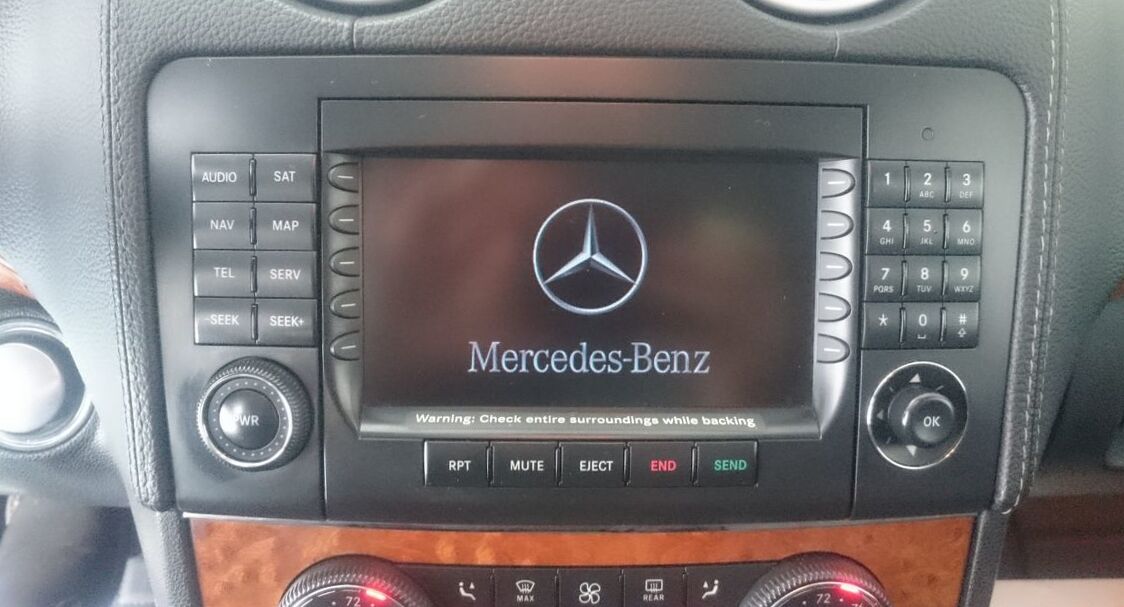 AUDIO SAT
NAV MAP
TEL SERV
-SEEK SEEK+
PWR
Mercedes-Benz
Warning: Check entire surroundings while backing
RPT MUTE EJECT END SEND
1 2 ABC 3 DEF
4 GHI 5 JKL 6 MNO
7 PQRS 8 TUV 9 WXYZ
* 0 #
OK
72 MAX REAR 72